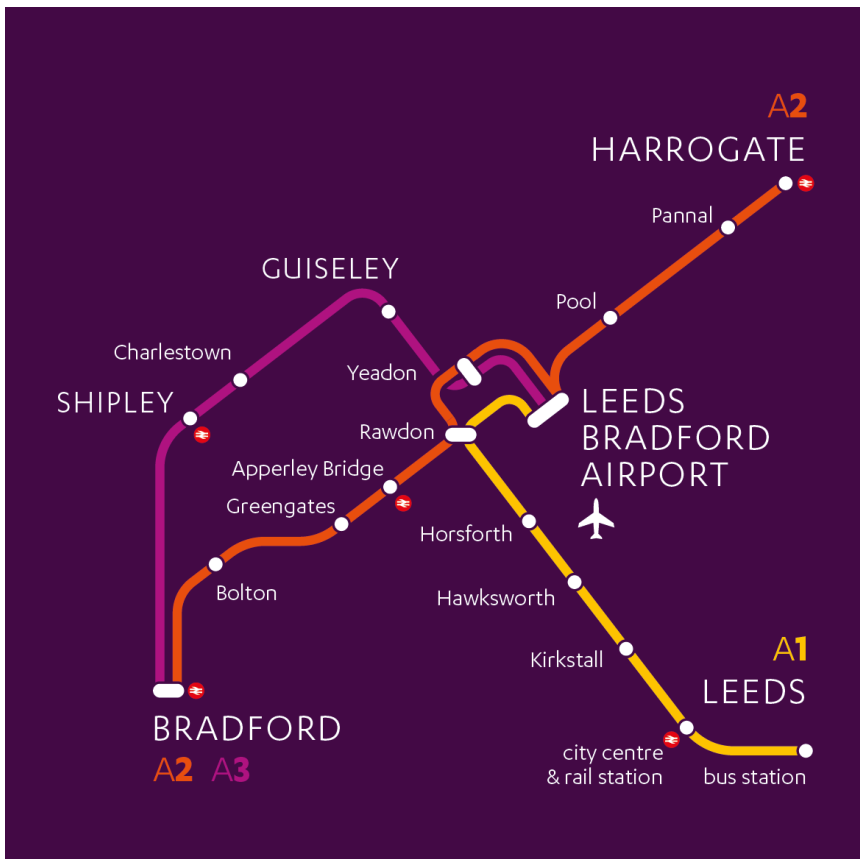 A2
HARROGATE
Pannal
GUISELEY
Pool
Charlestown
Yeadon
SHIPLEY
LEEDS
BRADFORD
AIRPORT
Rawdon
Apperley Bridge
Greengates
Horsforth
Bolton
Hawksworth
Kirkstall
A1
LEEDS
BRADFORD
A2 A3
city centre
& rail station
bus station